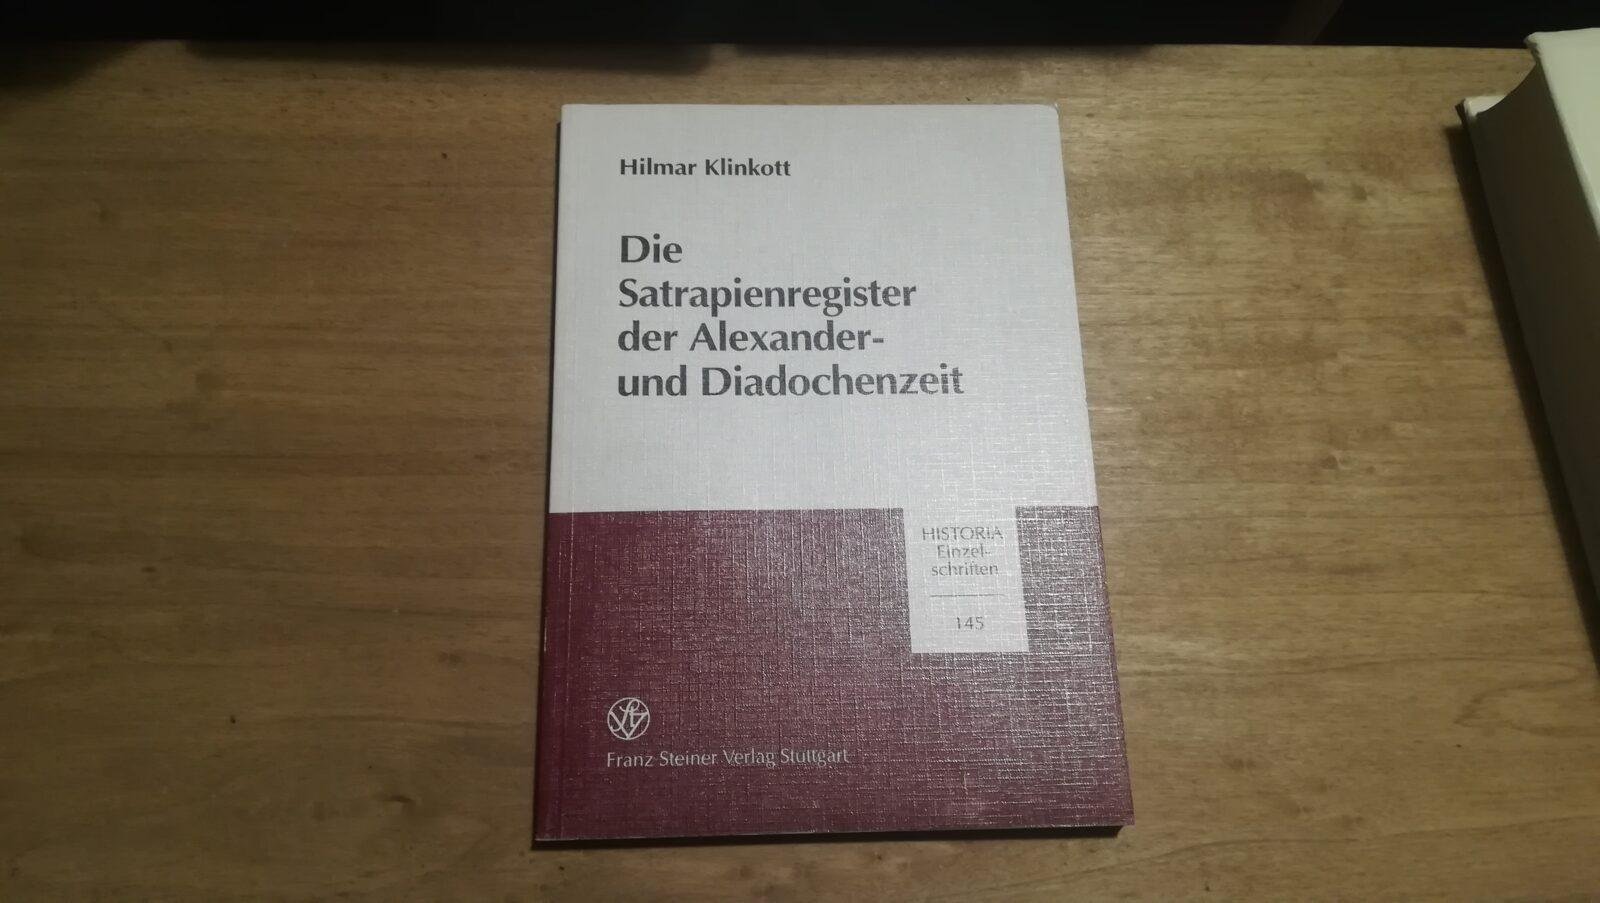 Hilmar Klinkott
Die
Satrapienregister
der Alexander-
und Diadochenzeit
HISTORIA
Einzel-
schriften
145
Franz Steiner Verlag Stuttgart